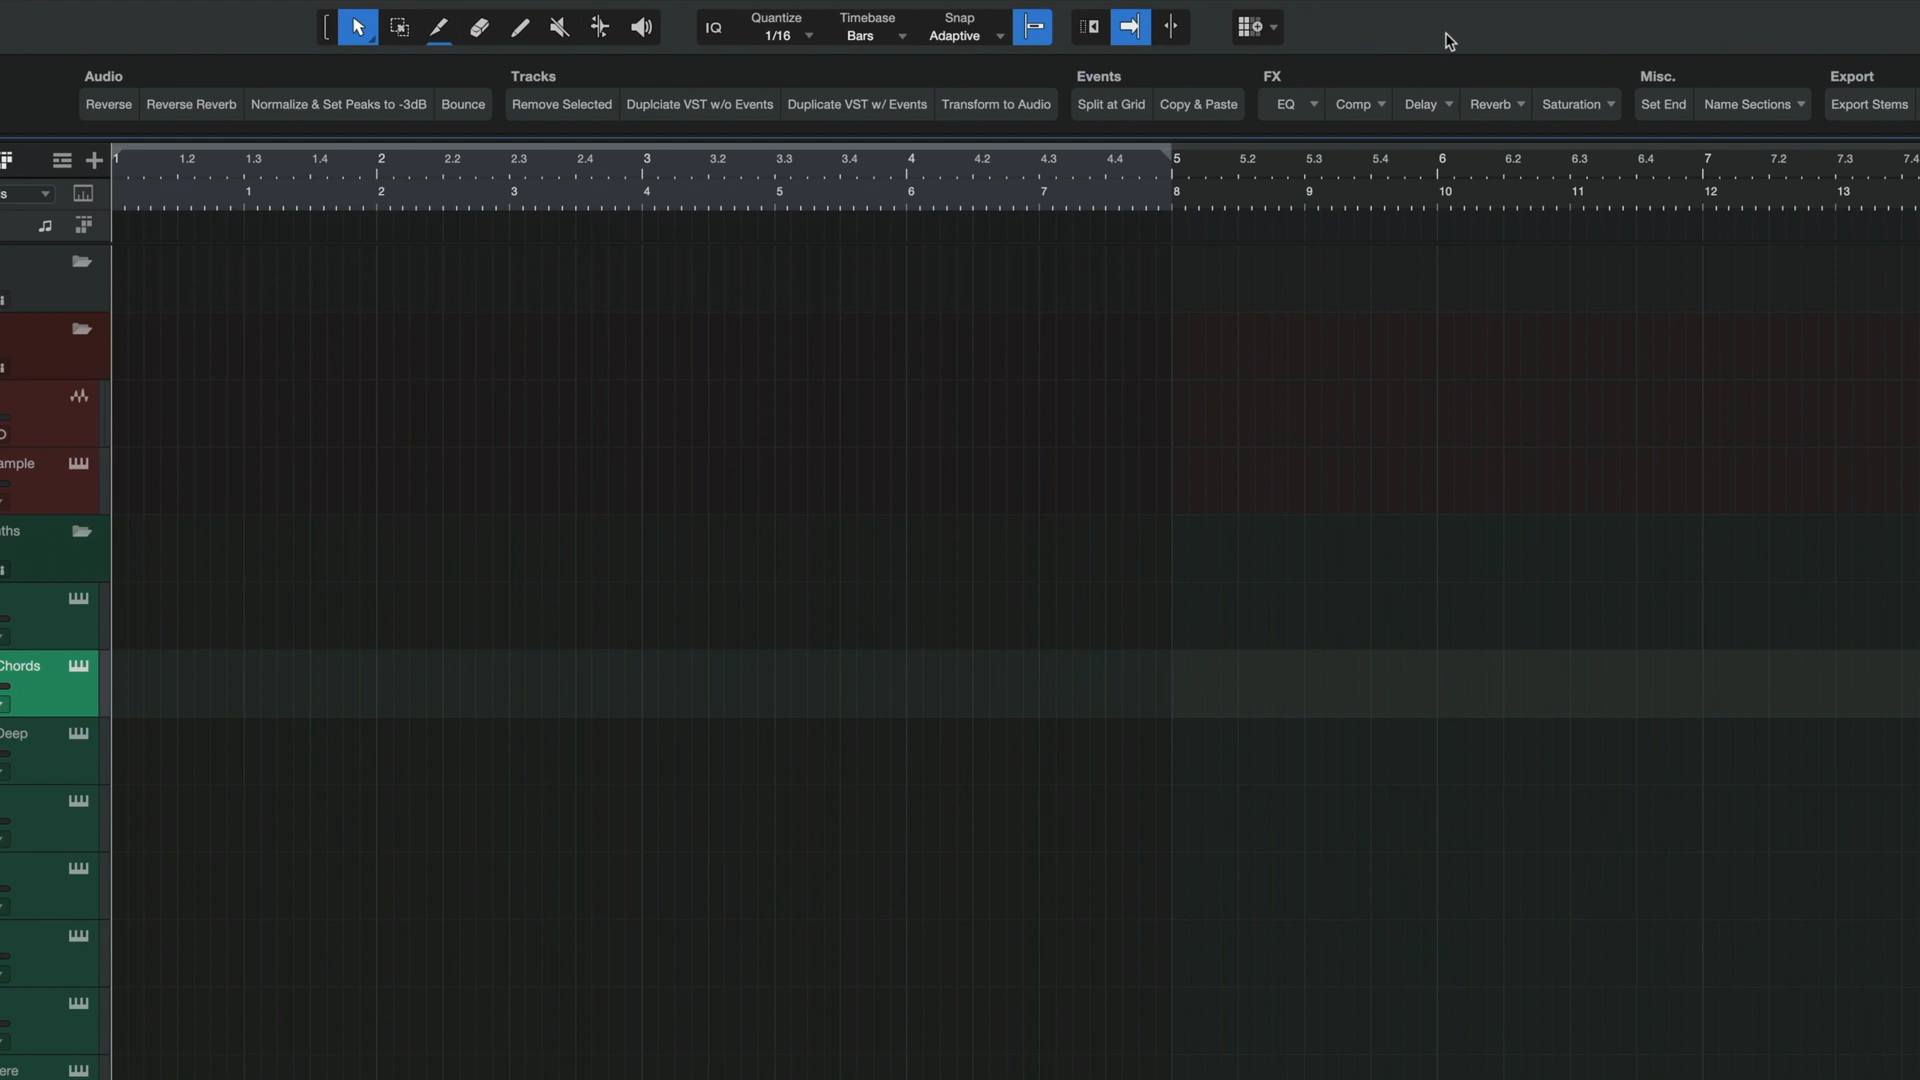 IQ Quantize Timebase Snap
1/16 Bars Adaptive
Audio Tracks Events FX Misc. Export
Reverse Reverse Reverb Normalize & Set Peaks to -3dB Bounce Remove Selected Duplciate VST w/o Events Duplicate VST w/ Events Transform to Audio Split at Grid Copy & Paste EQ Comp Delay Reverb Saturation Set End Name Sections Export Stems
1 1.2 1.3 1.4 2 2.2 2.3 2.4 3 3.2 3.3 3.4 4 4.2 4.3 4.4 5 5.2 5.3 5.4 6 6.2 6.3 6.4 7 7.2 7.3 7.4
s 1 2 3 4 5 6 7 8 9 10 11 12 13
ample
ths
Chords
Deep
ere